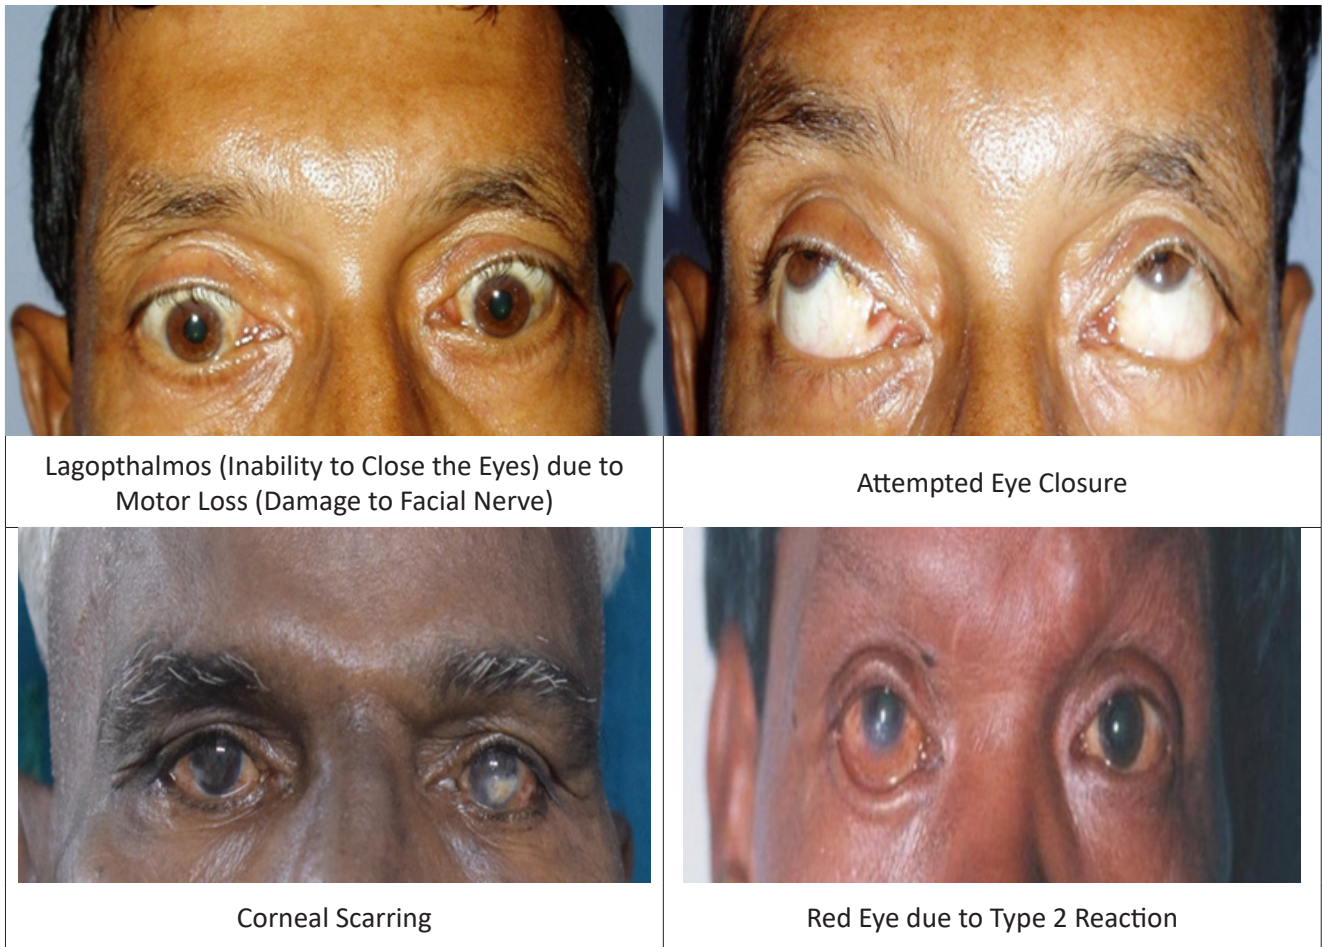 Lagopthalmos (Inability to Close the Eyes) due to
Motor Loss (Damage to Facial Nerve)
Attempted Eye Closure
Corneal Scarring
Red Eye due to Type 2 Reaction